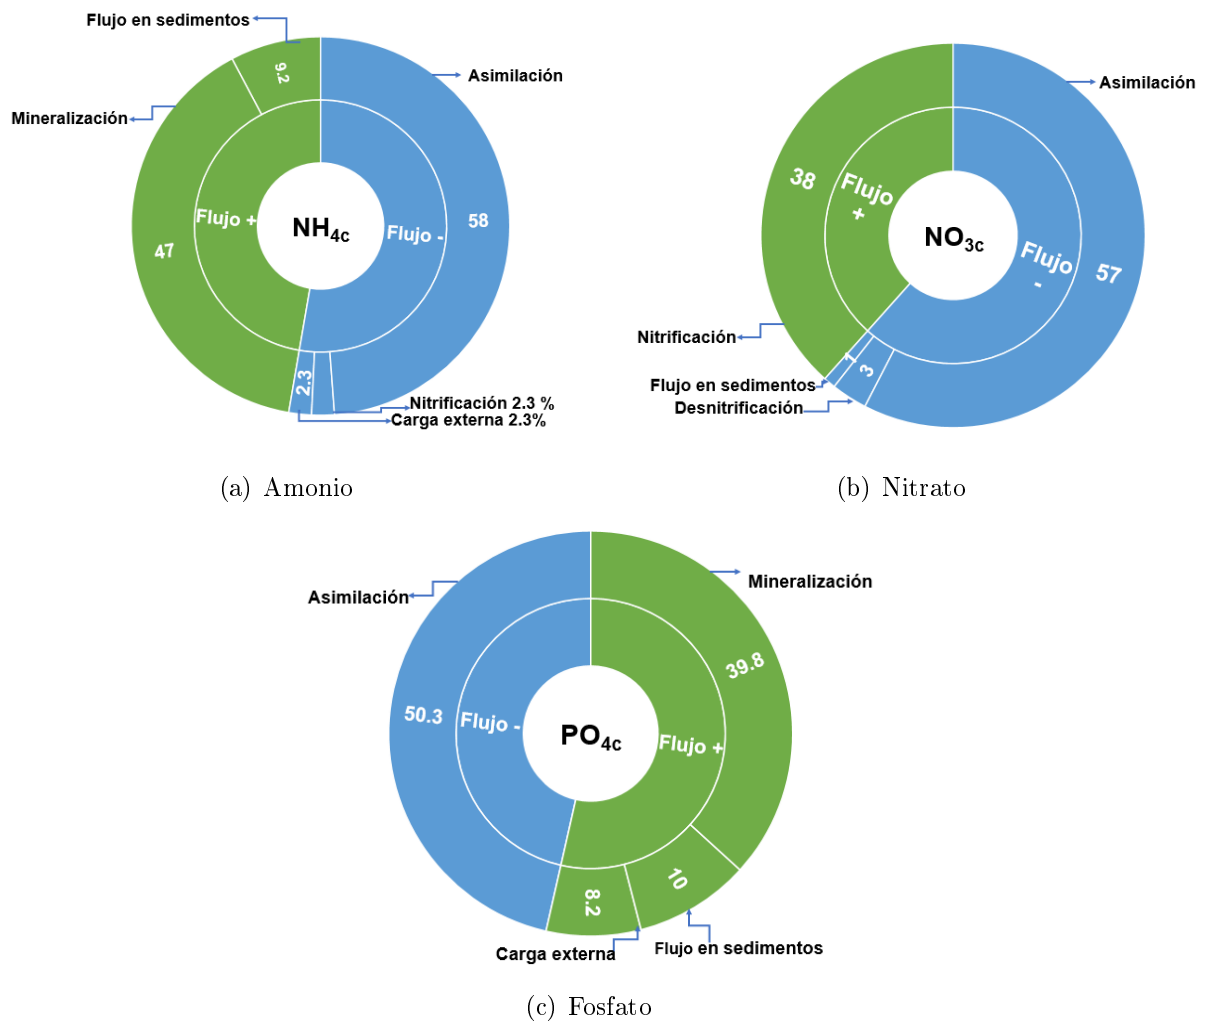 Flujo en sedimentos
9.2
Asimilación
Mineralización
58
Flujo +
NH4c
Flujo -
47
2.3
Nitrificación 2.3 %
Carga externa 2.3%
(a) Amonio
Asimilación
38
Flujo
+
NO3c
Flujo
-
57
Nitrificación
1
3
Flujo en sedimentos
Desnitrificación
(b) Nitrato
Mineralización
Asimilación
39.8
50.3
Flujo -
PO4c
Flujo +
10
8.2
Carga externa
Flujo en sedimentos
(c) Fosfato